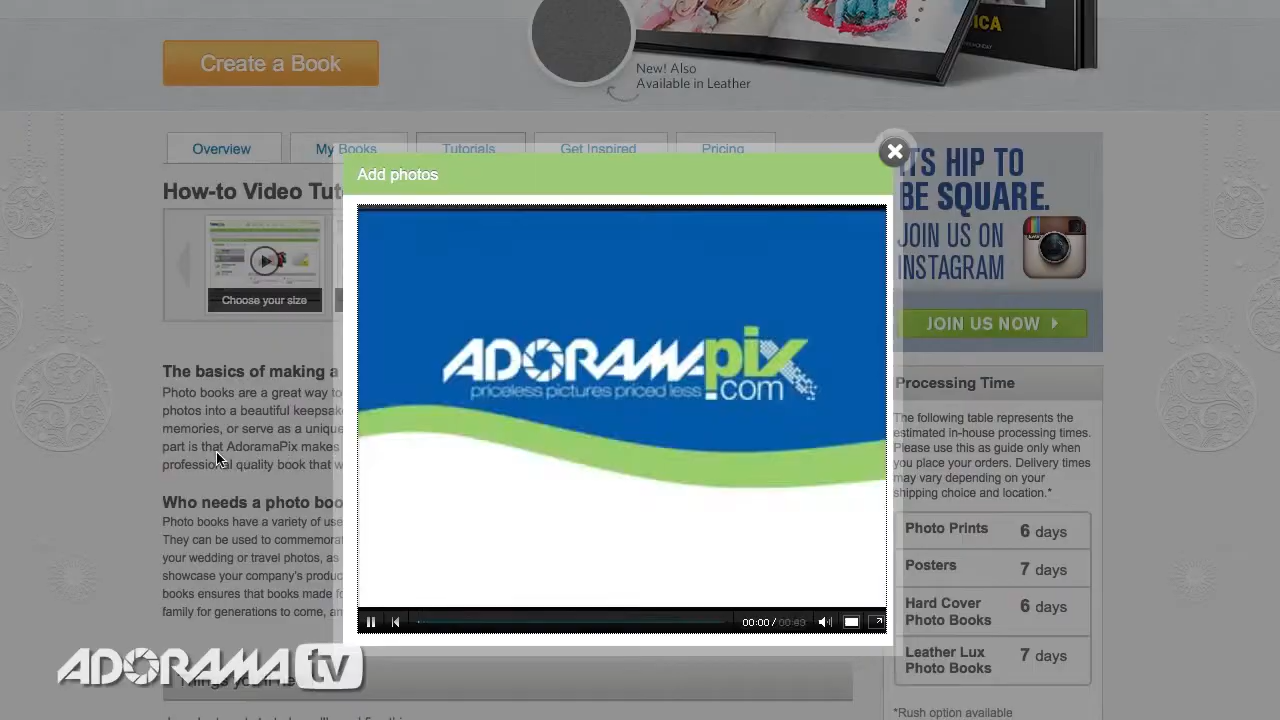 ICA
Create a Book
New! Also
Available in Leather
Overview
My Books
Tutorials
Get Inspired
Pricing
Add photos
How-to Video Tut
Choose your size
ADORAMApix
.com
priceless pictures priced less
00:00 / 00:49
The basics of making a
Photo books are a great way to
photos into a beautiful keepsak
memories, or serve as a unique
part is that AdoramaPix makes
professional quality book that w
Who needs a photo boo
Photo books have a variety of use
They can be used to commemorat
your wedding or travel photos, as
showcase your company's produc
books ensures that books made fo
family for generations to come, an
IT'S HIP TO
BE SQUARE.
JOIN US ON
INSTAGRAM
JOIN US NOW
Processing Time
The following table represents the
estimated in-house processing times.
Please use this as guide only when
you place your orders. Delivery times
may vary depending on your
shipping choice and location.*
Photo Prints 6 days
Posters 7 days
Hard Cover
Photo Books 6 days
Leather Lux
Photo Books 7 days
*Rush option available
ADORAMA tv